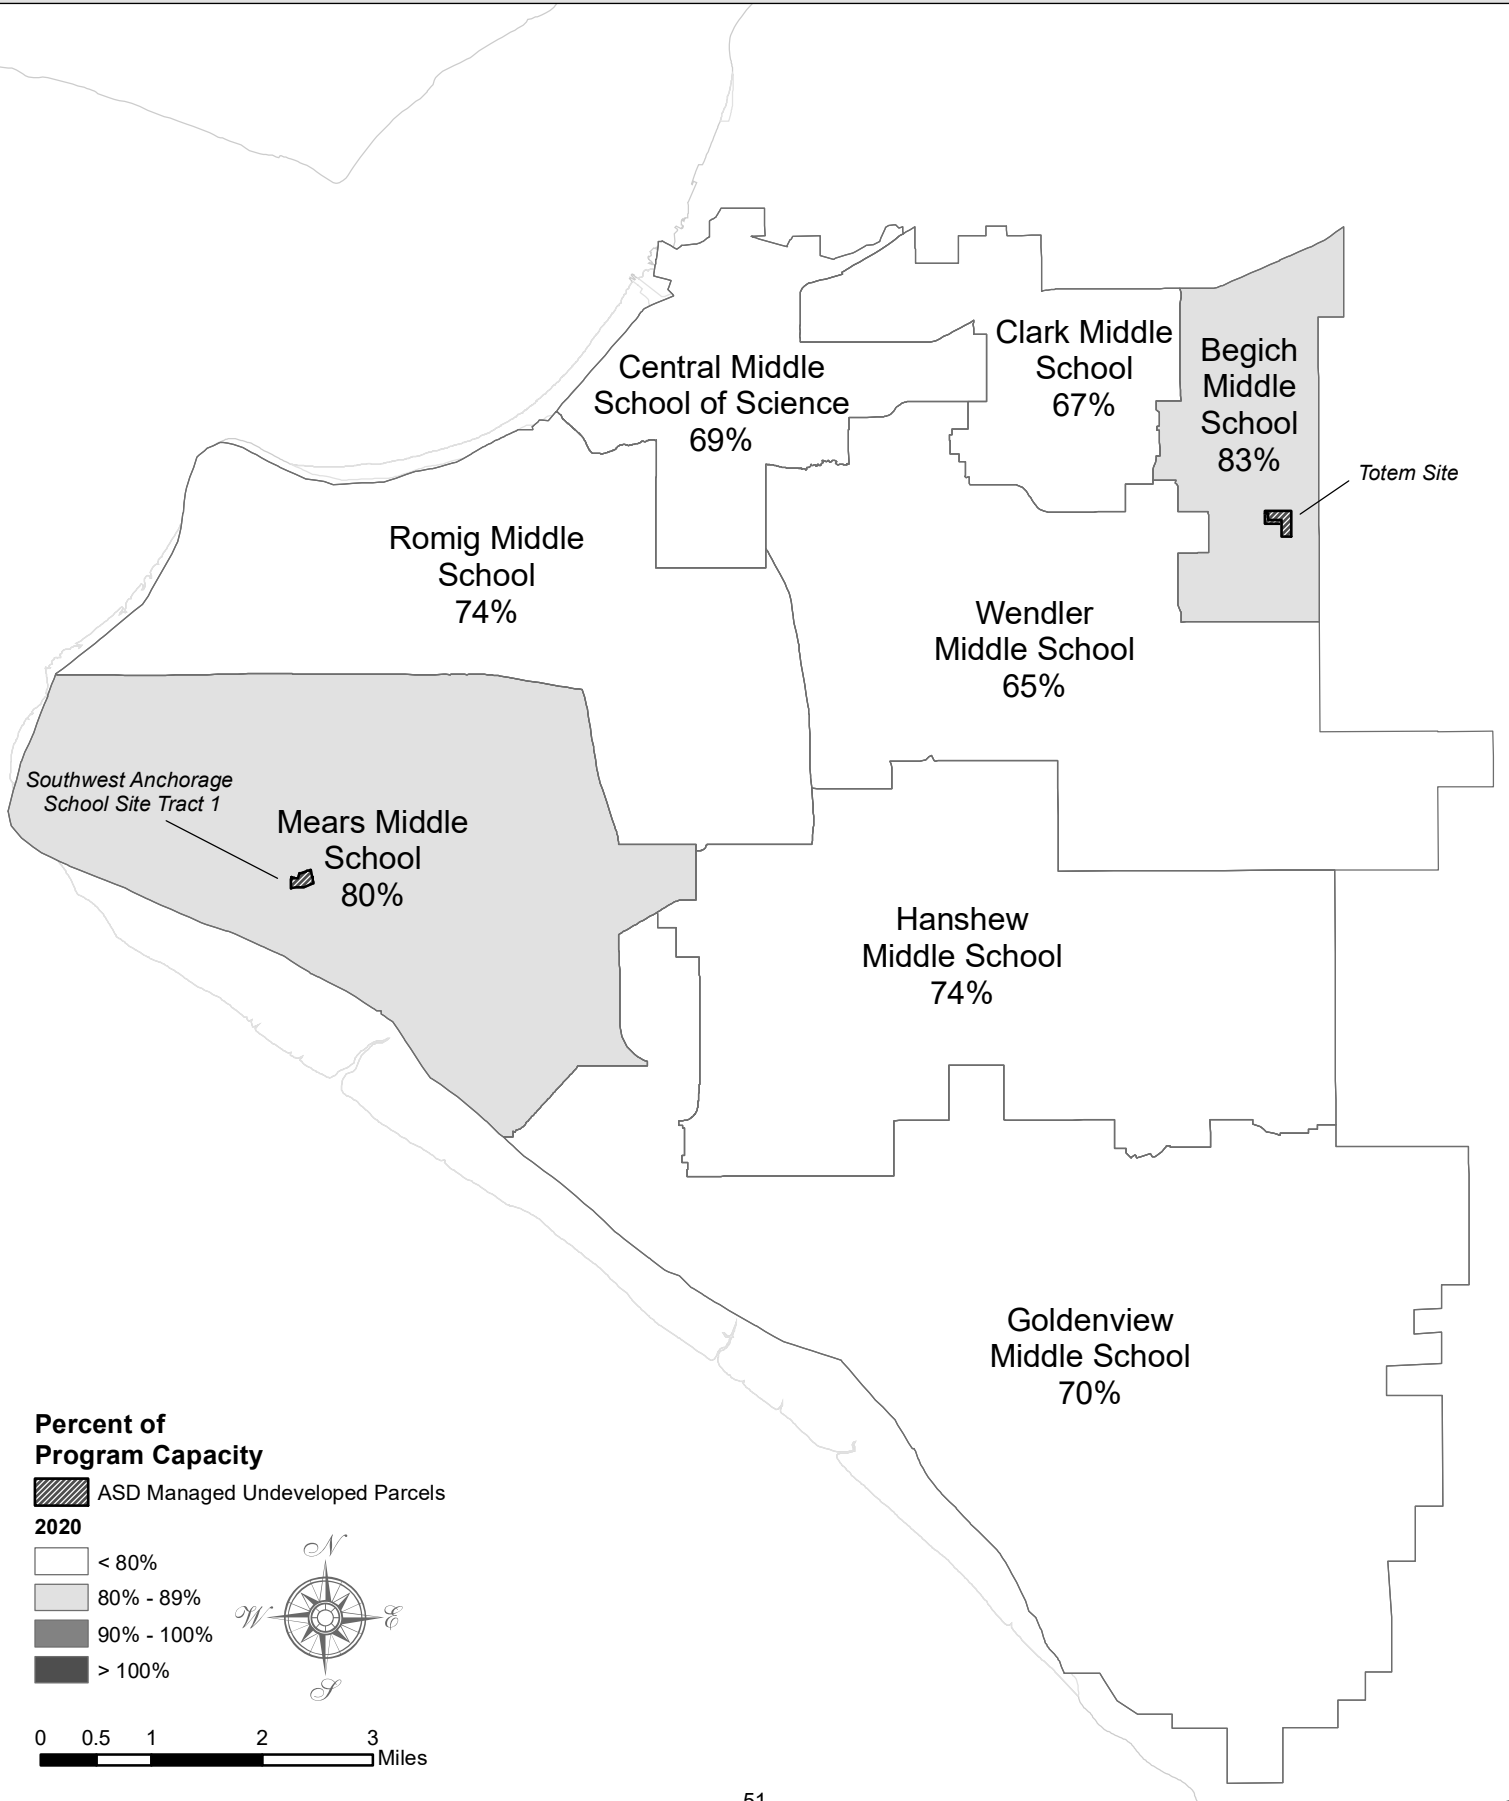 Clark Middle
School
67%
Begich
Middle
School
83%
Central Middle
School of Science
69%
Totem Site
Romig Middle
School
74%
Wendler
Middle School
65%
Southwest Anchorage
School Site Tract 1
Mears Middle
School
80%
Hanshew
Middle School
74%
Goldenview
Middle School
70%
Percent of
Program Capacity
ASD Managed Undeveloped Parcels
2020
< 80%
80% - 89%
90% - 100%
> 100%
N
W
E
S
0 0.5 1 2 3
Miles
51